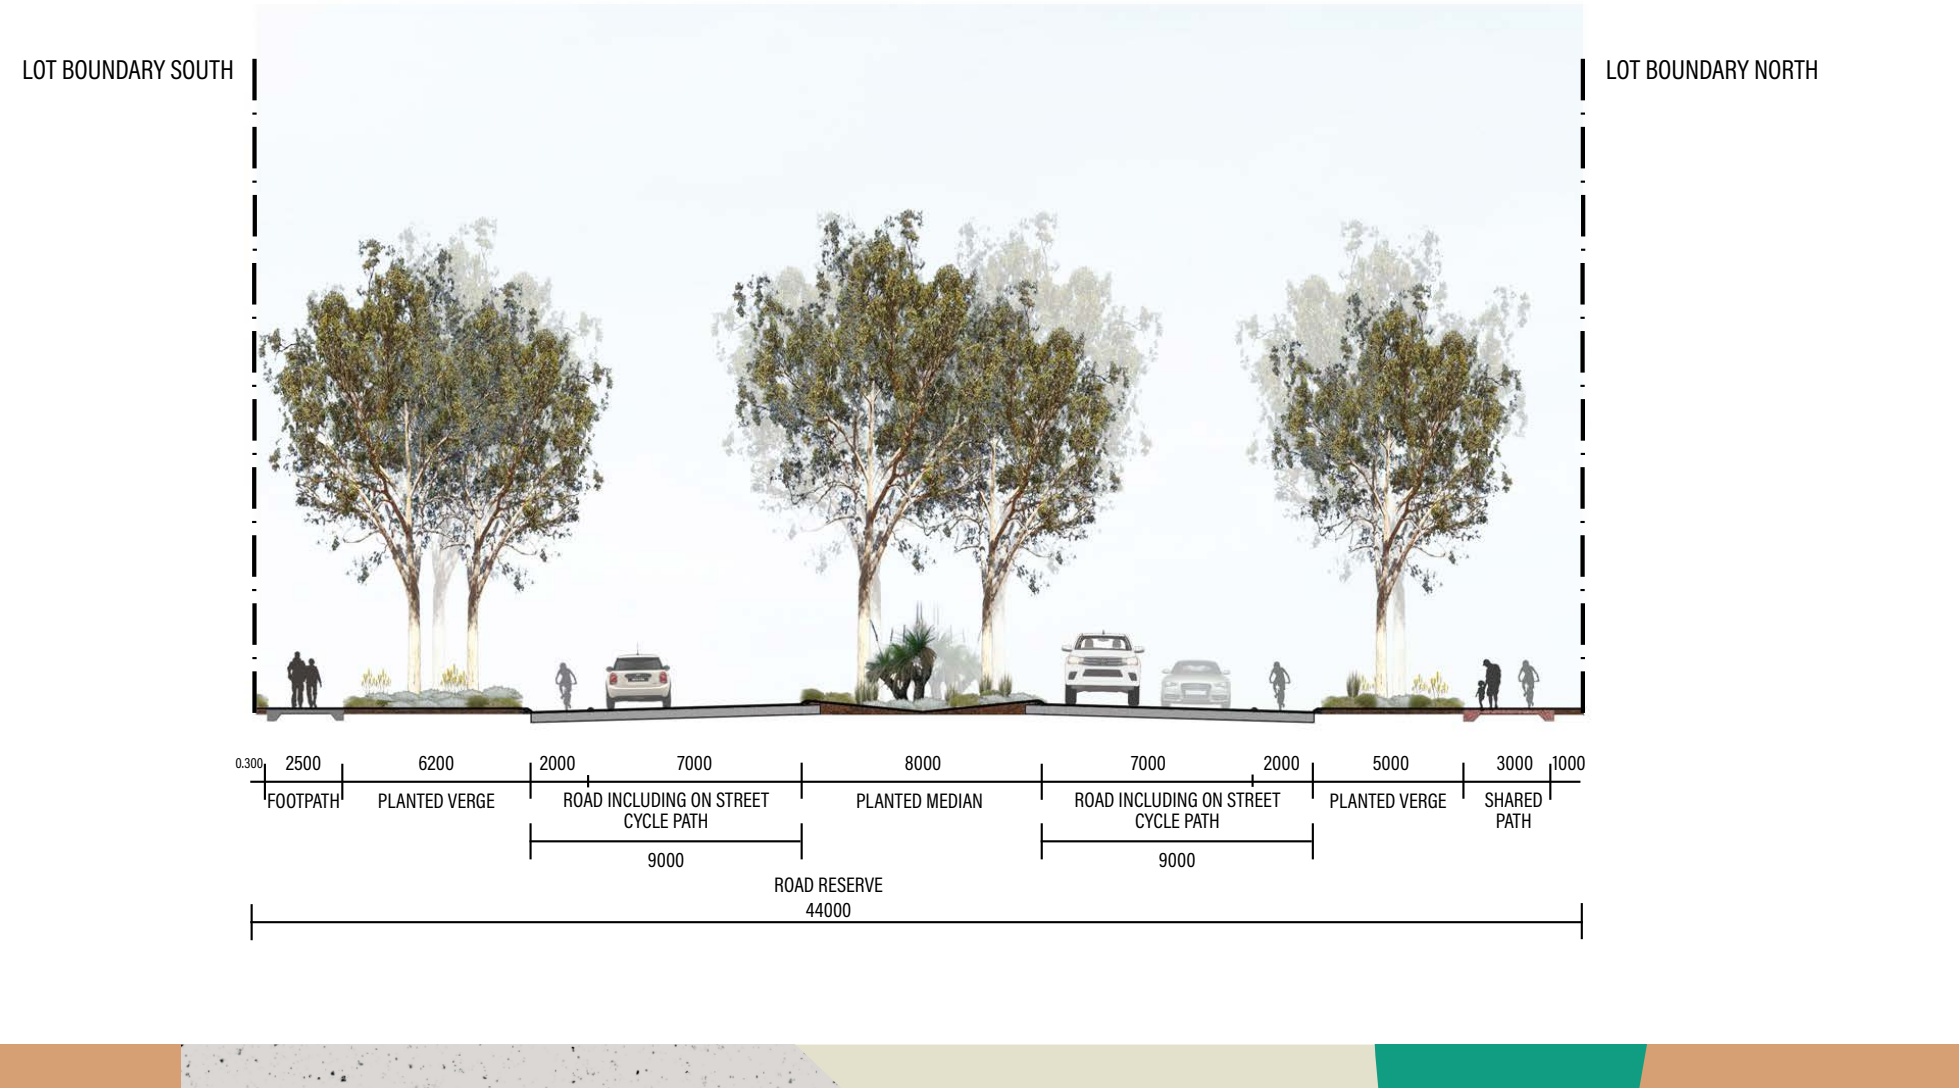 LOT BOUNDARY SOUTH
LOT BOUNDARY NORTH
0.300 2500 6200 2000 7000 8000 7000 2000 5000 3000 1000
FOOTPATH PLANTED VERGE ROAD INCLUDING ON STREET PLANTED MEDIAN ROAD INCLUDING ON STREET PLANTED VERGE SHARED
CYCLE PATH CYCLE PATH PATH
9000 9000
ROAD RESERVE
44000